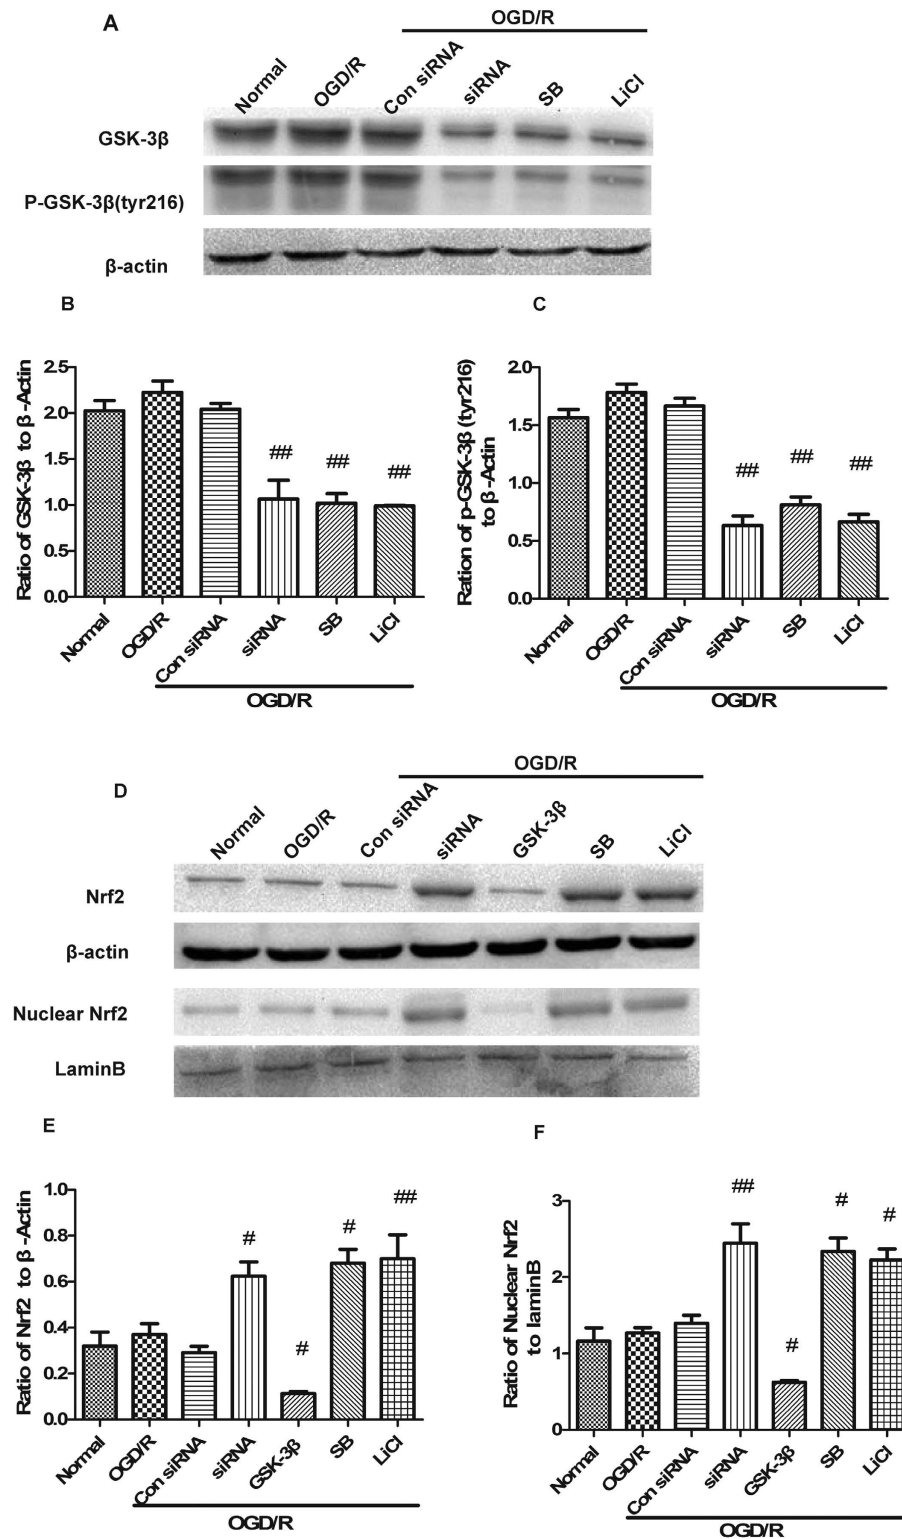 A
OGD/R
Normal
OGD/R
Con siRNA
siRNA
SB
LiCl
GSK-3β
P-GSK-3β(tyr216)
β-actin
B
Ratio of GSK-3β to β -Actin
2.5
2.0
1.5
1.0
0.5
0.0
##
##
##
Normal
OGD/R
Con siRNA
siRNA
SB
LiCl
OGD/R
C
Ration of p-GSK-3β (tyr216)
to β -Actin
2.0
1.5
1.0
0.5
0.0
##
##
##
Normal
OGD/R
Con siRNA
siRNA
SB
LiCl
OGD/R
D
OGD/R
Normal
OGD/R
Con siRNA
siRNA
GSK-3β
SB
LiCl
Nrf2
β-actin
Nuclear Nrf2
LaminB
E
Ratio of Nrf2 to β -Actin
1.0
0.8
0.6
0.4
0.2
0.0
#
#
#
##
Normal
OGD/R
Con siRNA
siRNA
GSK-3β
SB
LiCl
OGD/R
F
Ratio of Nuclear Nrf2
to laminB
3
2
1
0
##
#
#
#
Normal
OGD/R
Con siRNA
siRNA
GSK-3β
SB
LiCl
OGD/R